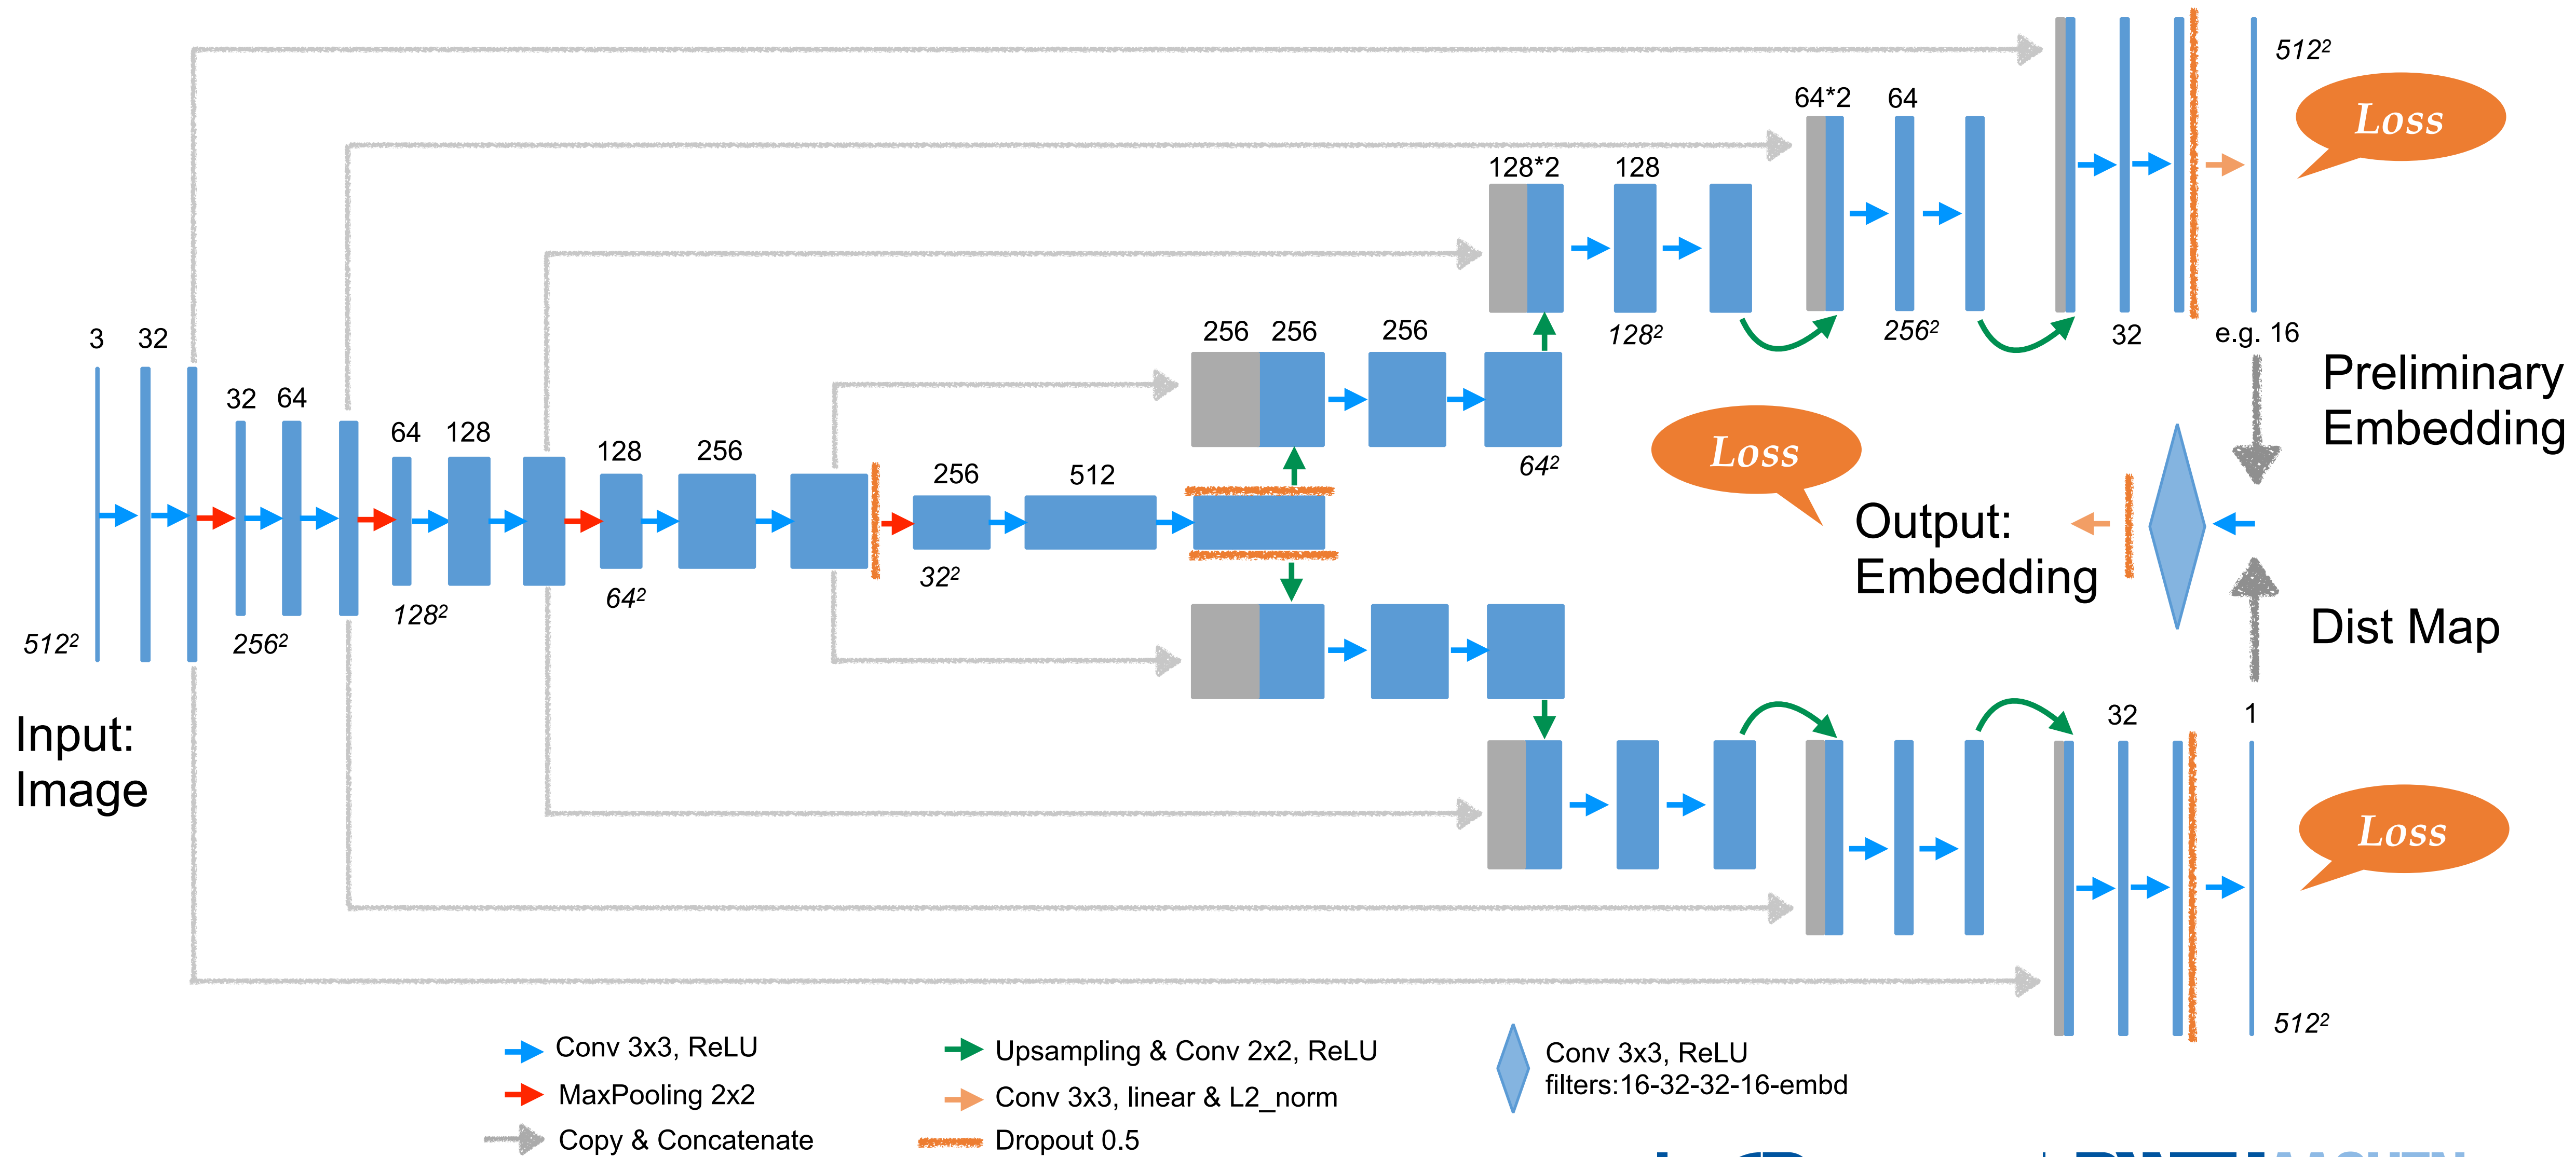 512²
Loss
64*2
64
128*2
128
3
32
256
256
256
128²
256²
32
e.g. 16
Preliminary
Embedding
32
64
64
128
128
256
256
512
64²
Loss
Output:
Embedding
32²
64²
128²
256²
512²
Dist Map
Input:
Image
32
1
Loss
512²
Conv 3x3, ReLU
MaxPooling 2x2
Copy & Concatenate
Upsampling & Conv 2x2, ReLU
Conv 3x3, linear & L2_norm
Dropout 0.5
Conv 3x3, ReLU
filters:16-32-32-16-embd